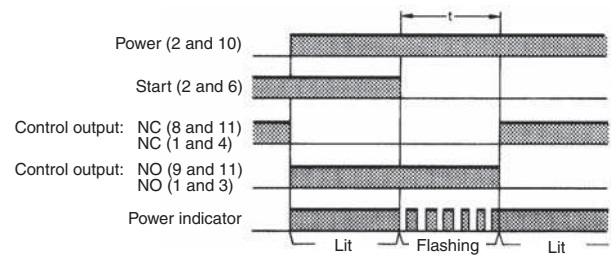 t
Power (2 and 10)
Start (2 and 6)
Control output: NC (8 and 11)
NC (1 and 4)
Control output: NO (9 and 11)
NO (1 and 3)
Power indicator
Lit Flashing Lit